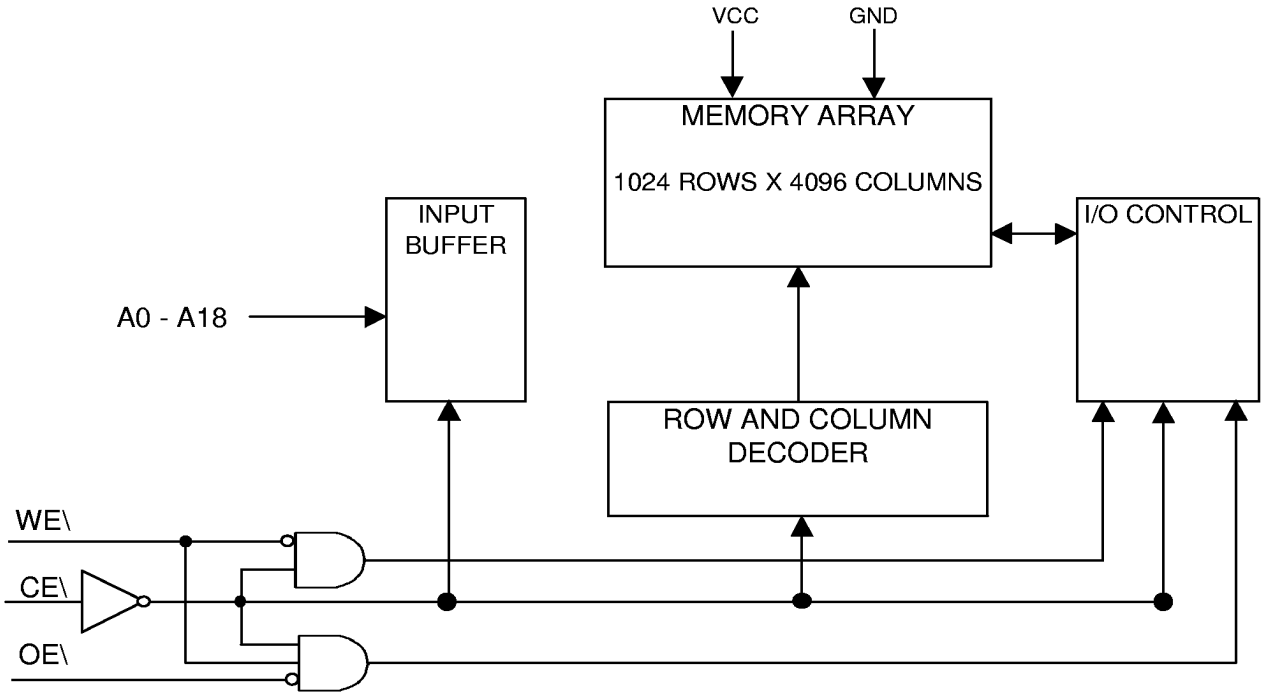 VCC
GND
MEMORY ARRAY
1024 ROWS X 4096 COLUMNS
INPUT
BUFFER
I/O CONTROL
A0 - A18
ROW AND COLUMN
DECODER
WE\
CE\
OE\